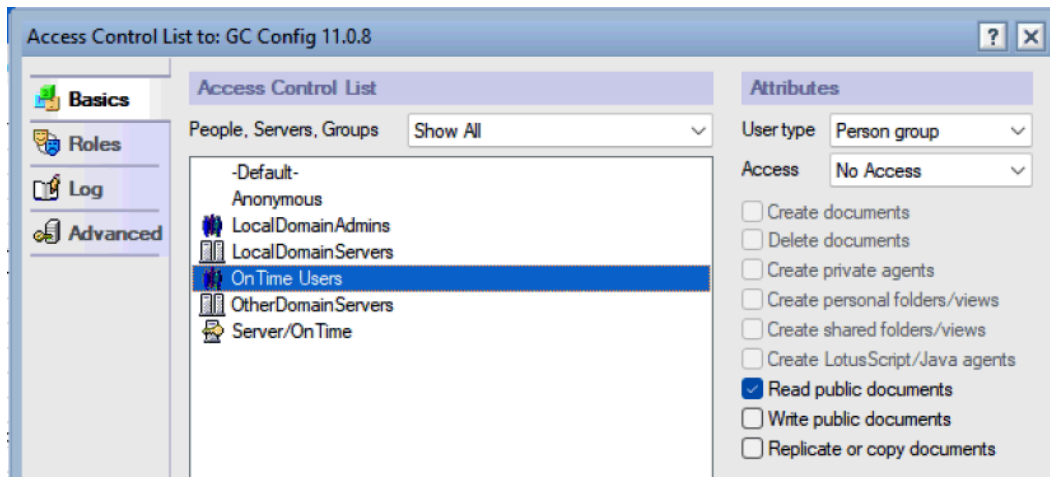 Access Control List to: GC Config 11.0.8
?
Basics
Roles
Log
Advanced
Access Control List
People, Servers, Groups Show All
-Default-
Anonymous
LocalDomainAdmins
LocalDomainServers
OnTime Users
OtherDomainServers
Server/OnTime
Attributes
User type Person group
Access No Access
Create documents
Delete documents
Create private agents
Create personal folders/views
Create shared folders/views
Create LotusScript/Java agents
Read public documents
Write public documents
Replicate or copy documents